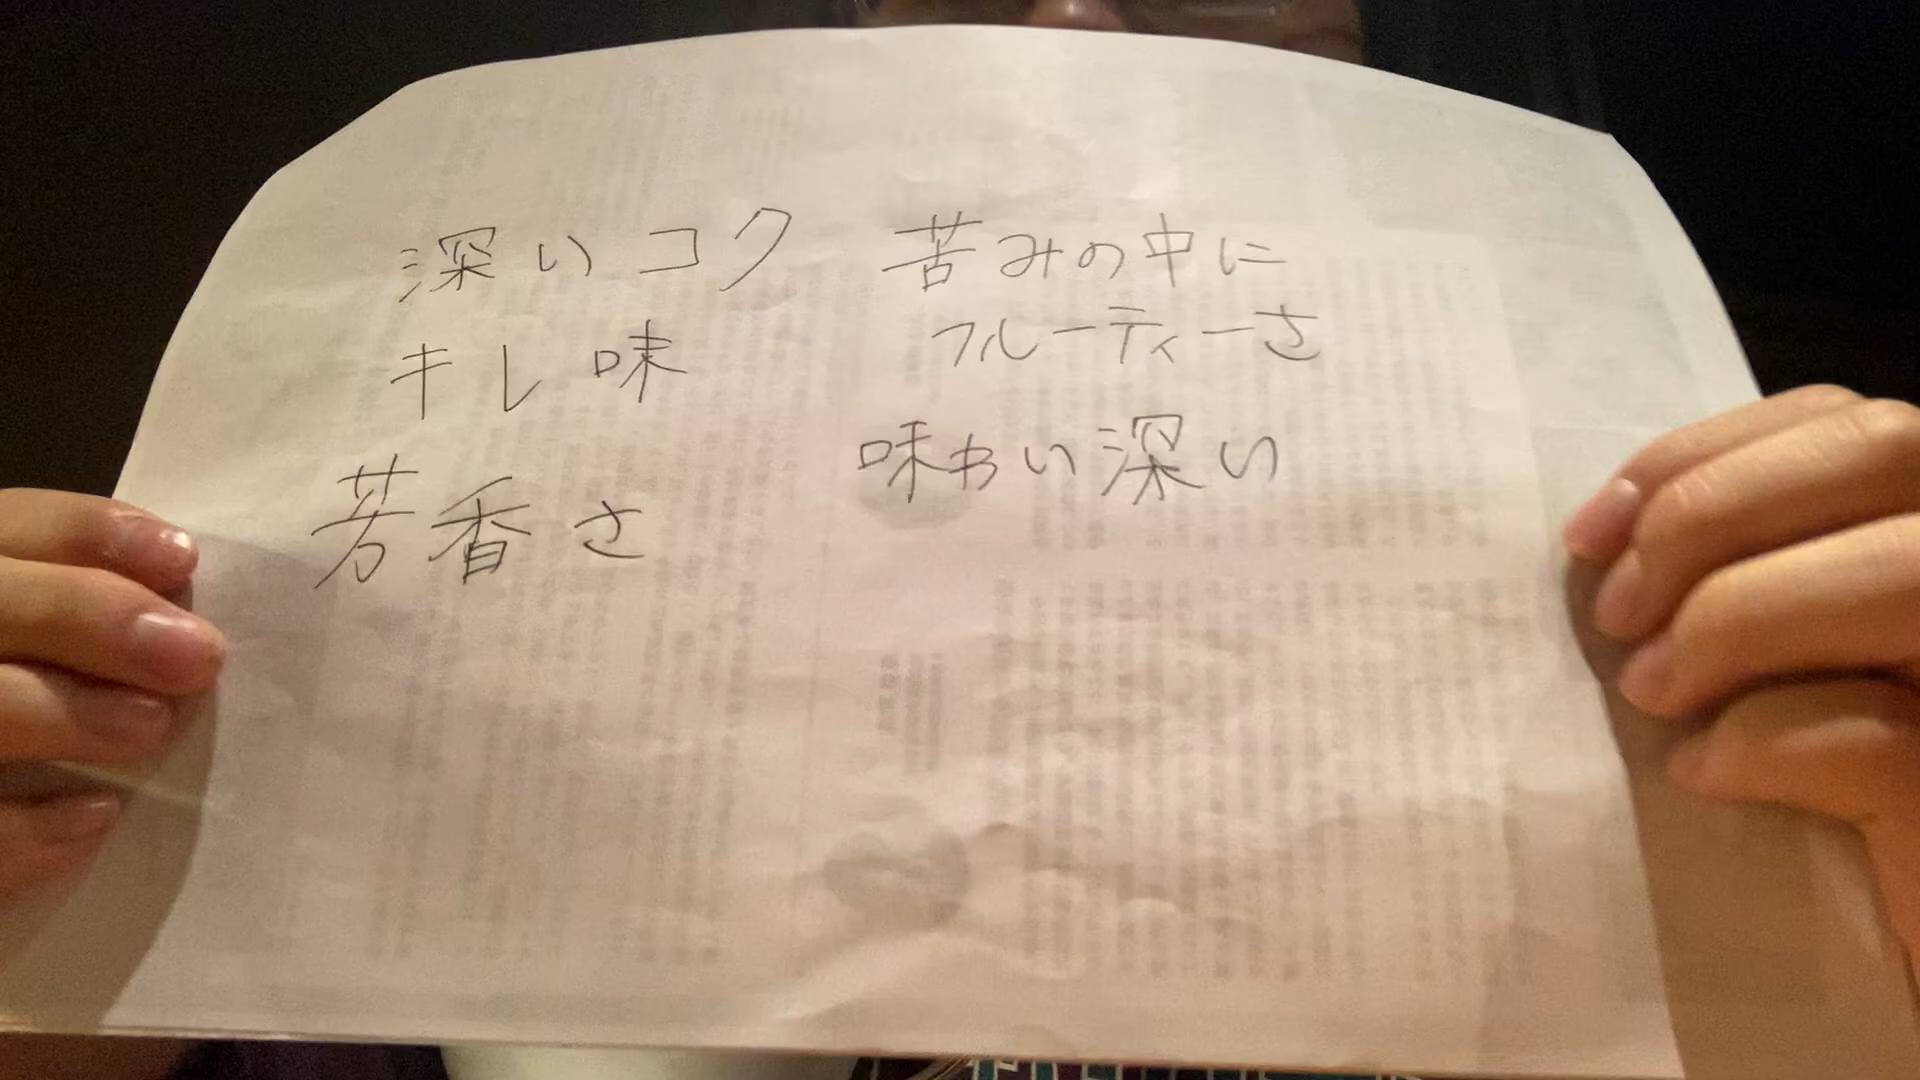 深いコク
キレ味
芳香さ
苦みの中に
フルーティーさ
味わい深い